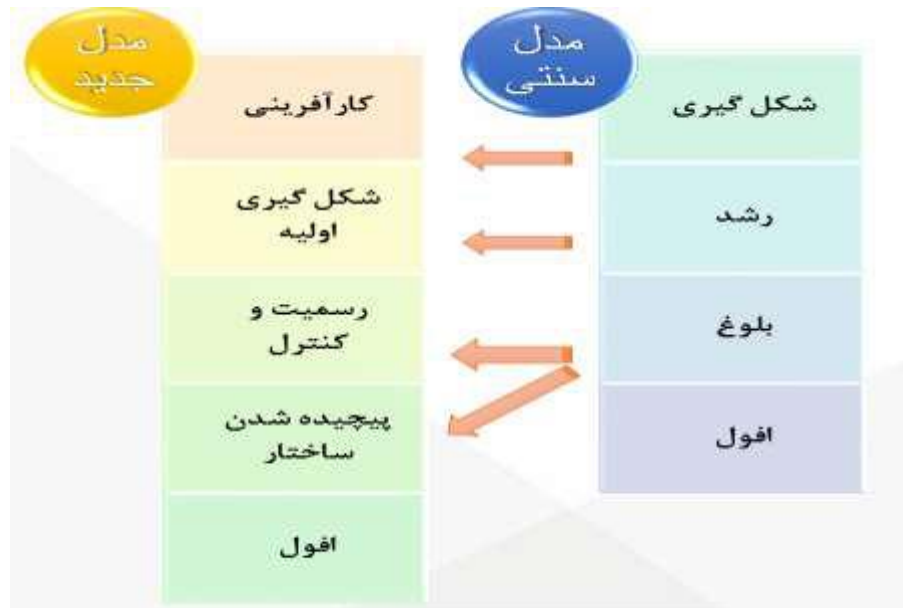 مدل
سنتی
شکل گیری
رشد
بلوغ
افول
مدل
جدید
کارآفرینی
شکل گیری
اولیه
رسمیت و
کنترل
پیچیده شدن
ساختار
افول